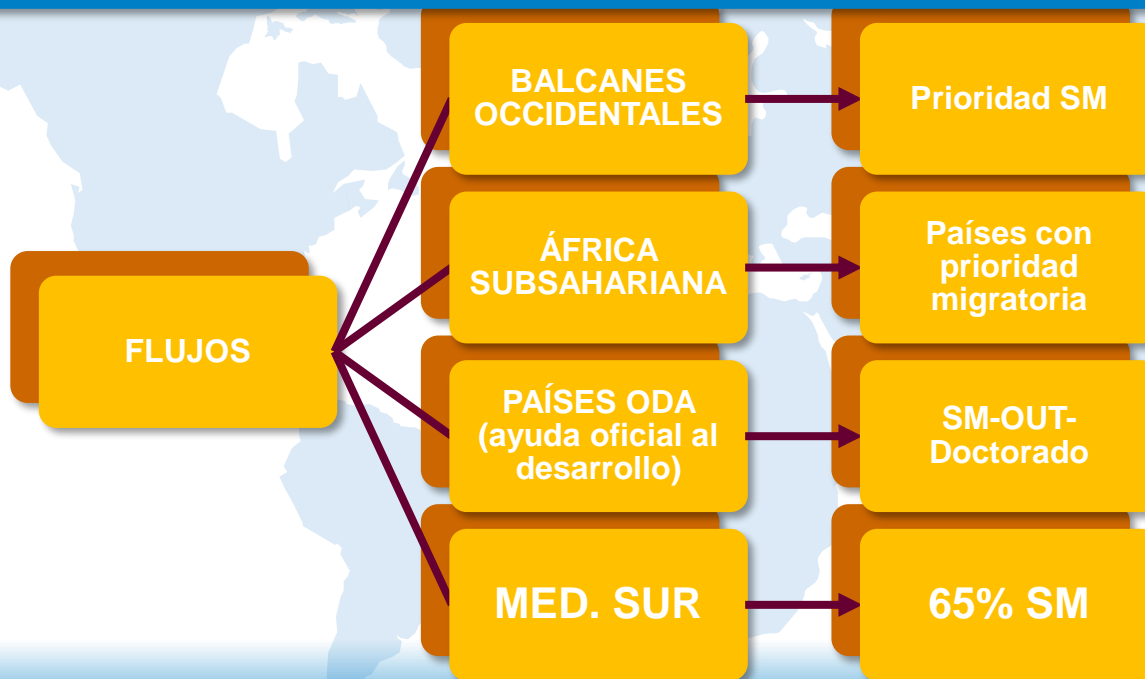 FLUJOS
BALCANES
OCCIDENTALES
Prioridad SM
ÁFRICA
SUBSAHARIANA
Países con
prioridad
migratoria
PAÍSES ODA
(ayuda oficial al
desarrollo)
SM-OUT-
Doctorado
MED. SUR
65% SM